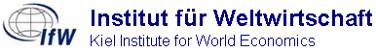 IfW
Institut für Weltwirtschaft
Kiel Institute for World Economics